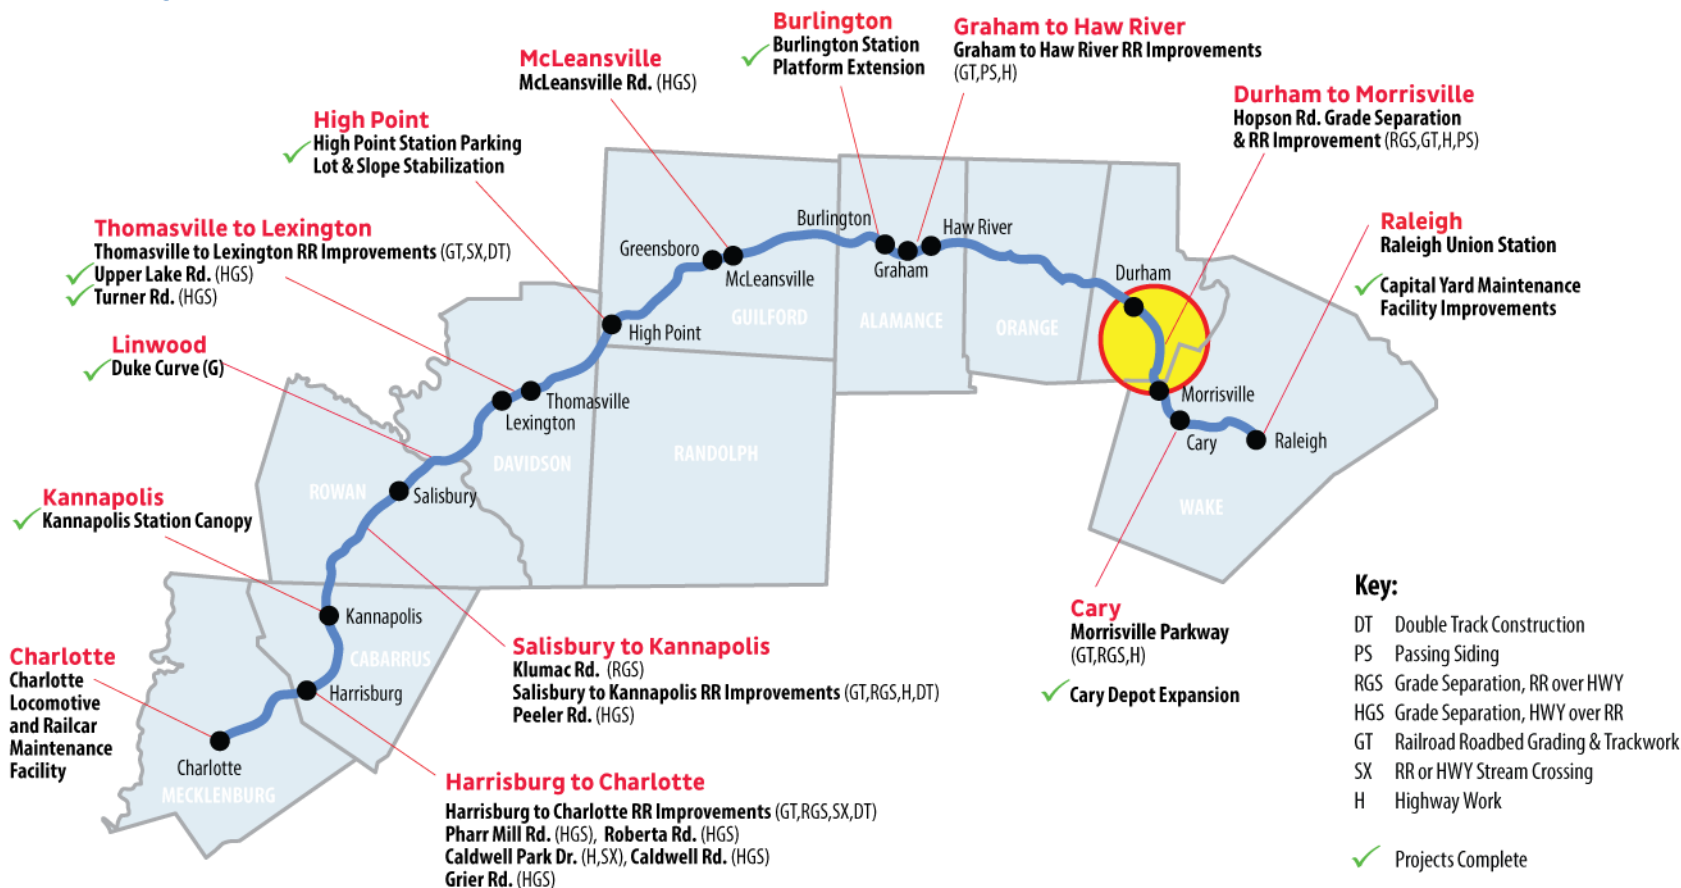 Burlington
Burlington Station
Platform Extension
Graham to Haw River
Graham to Haw River RR Improvements
(GT,PS,H)
McLeansville
McLeansville Rd. (HGS)
Durham to Morrisville
Hopson Rd. Grade Separation
& RR Improvement (RGS,GT,H,PS)
High Point
High Point Station Parking
Lot & Slope Stabilization
Raleigh
Raleigh Union Station
Capital Yard Maintenance
Facility Improvements
Thomasville to Lexington
Thomasville to Lexington RR Improvements (GT,SX,DT)
Upper Lake Rd. (HGS)
Turner Rd. (HGS)
Linwood
Duke Curve (G)
Kannapolis
Kannapolis Station Canopy
Charlotte
Charlotte
Locomotive
and Railcar
Maintenance
Facility
Salisbury to Kannapolis
Klumac Rd. (RGS)
Salisbury to Kannapolis RR Improvements (GT,RGS,H,DT)
Peeler Rd. (HGS)
Harrisburg to Charlotte
Harrisburg to Charlotte RR Improvements (GT,RGS,SX,DT)
Pharr Mill Rd. (HGS), Roberta Rd. (HGS)
Caldwell Park Dr. (H,SX), Caldwell Rd. (HGS)
Grier Rd. (HGS)
Cary
Morrisville Parkway
(GT,RGS,H)
Cary Depot Expansion
Greensboro
McLeansville
Burlington
Graham
Haw River
Durham
Morrisville
Cary
Raleigh
High Point
Thomasville
Lexington
Salisbury
Kannapolis
Harrisburg
Charlotte
GUILFORD
ALAMANCE
ORANGE
RANDOLPH
DAVIDSON
ROWAN
CABARRUS
MECKLENBURG
WAKE
Key:
DT Double Track Construction
PS Passing Siding
RGS Grade Separation, RR over HWY
HGS Grade Separation, HWY over RR
GT Railroad Roadbed Grading & Trackwork
SX RR or HWY Stream Crossing
H Highway Work
Projects Complete